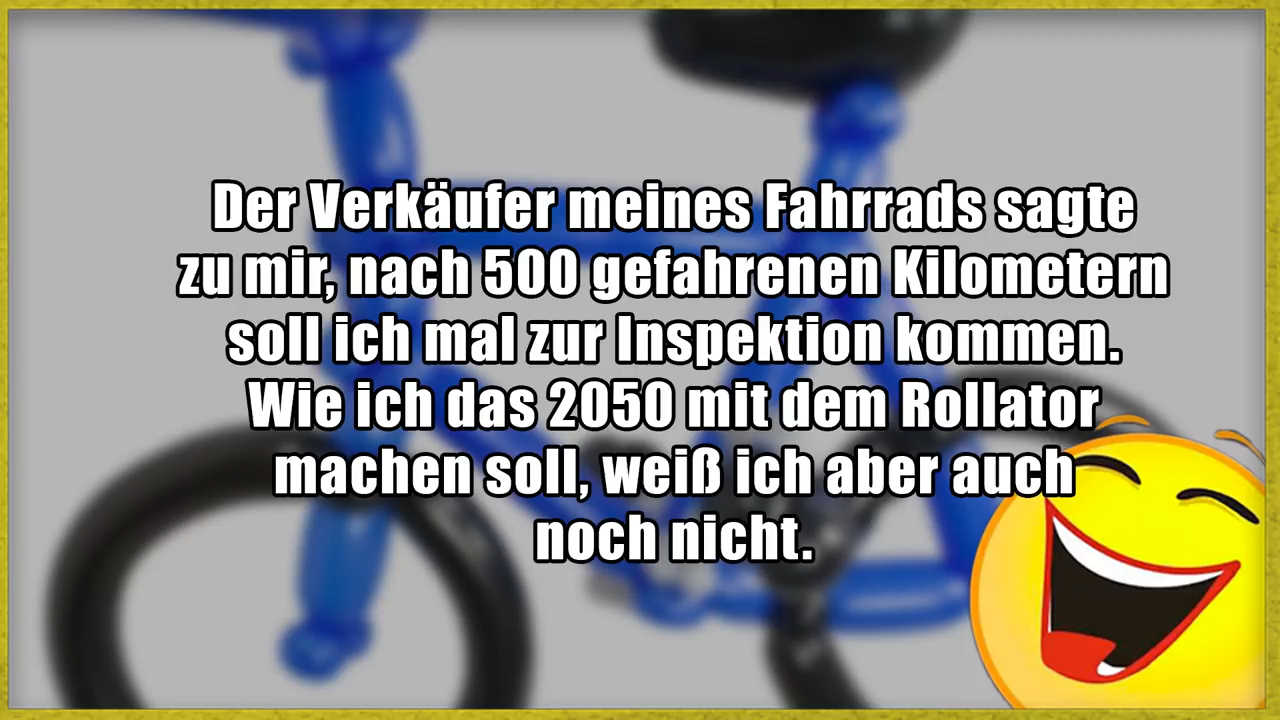 Der Verkäufer meines Fahrrads sagte
zu mir, nach 500 gefahrenen Kilometern
soll ich mal zur Inspektion kommen.
Wie ich das 2050 mit dem Rollator
machen soll, weiß ich aber auch
noch nicht.